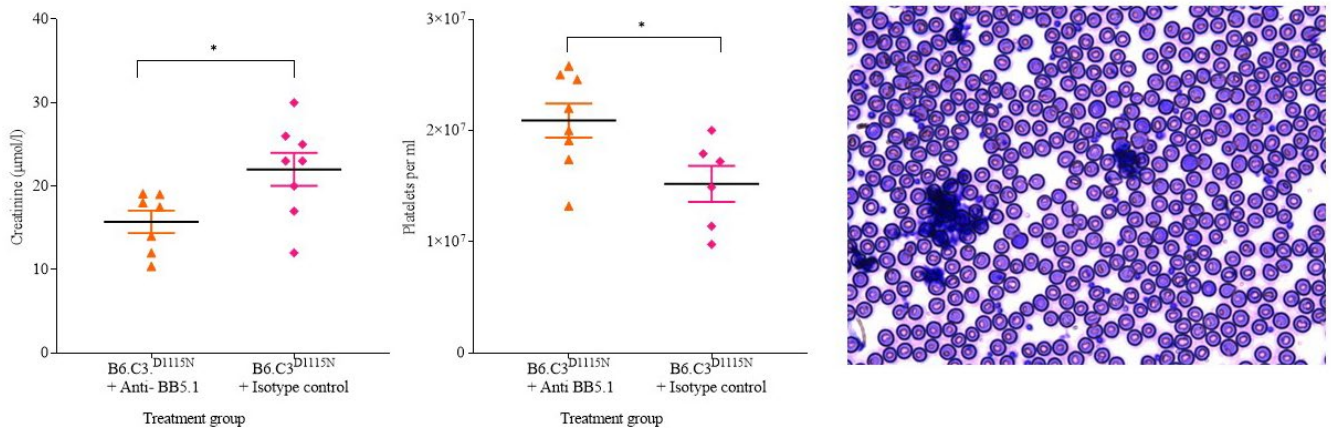 40
30
20
10
0
Creatinine (μmol/l)
*
B6.C3.D1115N
+ Anti- BB5.1
B6.C3D1115N
+ Isotype control
Treatment group
3×10⁷
2×10⁷
1×10⁷
0
Platelets per ml
*
B6.C3D1115N
+ Anti BB5.1
B6.C3D1115N
+ Isotype control
Treatment group